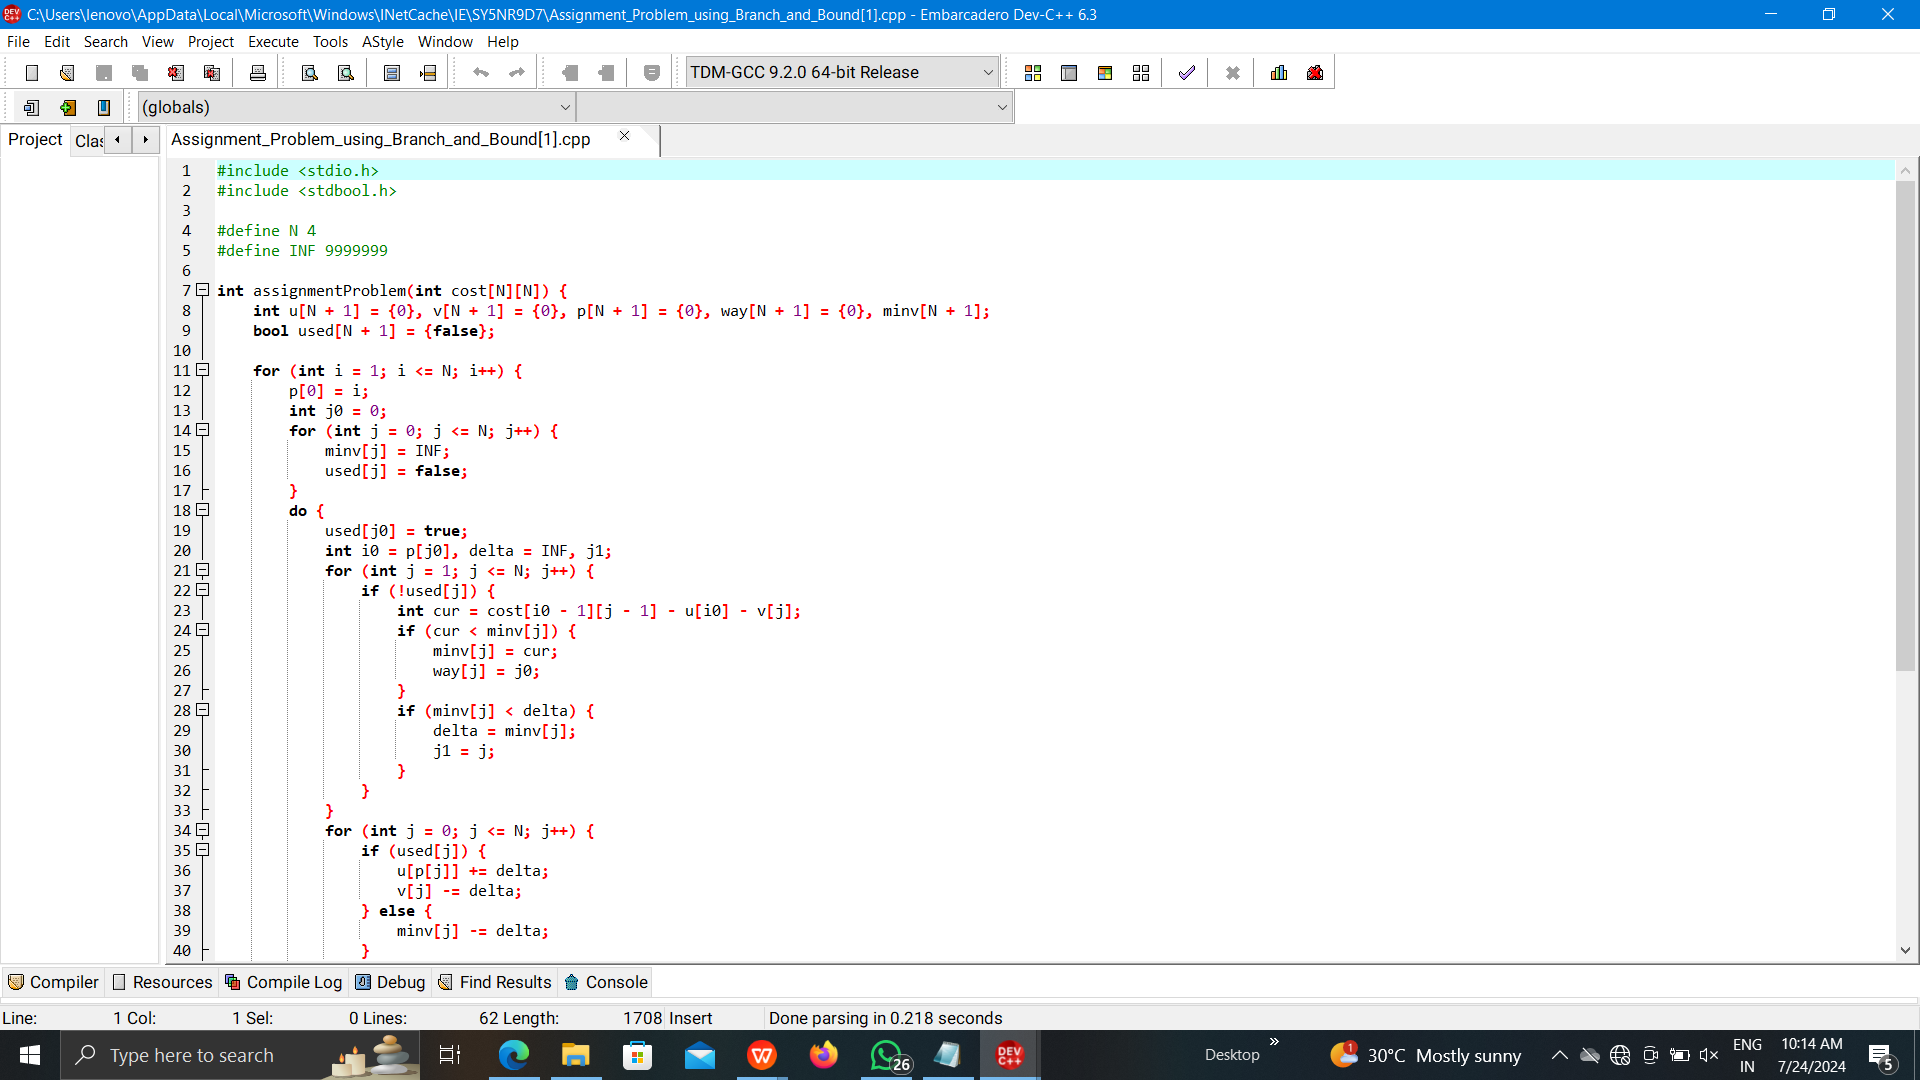 C:\Users\lenovo\AppData\Local\Microsoft\Windows\INetCache\IE\SY5NR9D7\Assignment_Problem_using_Branch_and_Bound[1].cpp - Embarcadero Dev-C++ 6.3
File Edit Search View Project Execute Tools AStyle Window Help
TDM-GCC 9.2.0 64-bit Release
(globals)
Project Clas Assignment_Problem_using_Branch_and_Bound[1].cpp
1 #include <stdio.h>
2 #include <stdbool.h>
3
4 #define N 4
5 #define INF 9999999
6
7 int assignmentProblem(int cost[N][N]) {
8 int u[N + 1] = {0}, v[N + 1] = {0}, p[N + 1] = {0}, way[N + 1] = {0}, minv[N + 1];
9 bool used[N + 1] = {false};
10
11 for (int i = 1; i <= N; i++) {
12 p[0] = i;
13 int j0 = 0;
14 for (int j = 0; j <= N; j++) {
15 minv[j] = INF;
16 used[j] = false;
17 }
18 do {
19 used[j0] = true;
20 int i0 = p[j0], delta = INF, j1;
21 for (int j = 1; j <= N; j++) {
22 if (!used[j]) {
23 int cur = cost[i0 - 1][j - 1] - u[i0] - v[j];
24 if (cur < minv[j]) {
25 minv[j] = cur;
26 way[j] = j0;
27 }
28 if (minv[j] < delta) {
29 delta = minv[j];
30 j1 = j;
31 }
32 }
33 }
34 for (int j = 0; j <= N; j++) {
35 if (used[j]) {
36 u[p[j]] += delta;
37 v[j] -= delta;
38 } else {
39 minv[j] -= delta;
40 }
Compiler Resources Compile Log Debug Find Results Console
Line: 1 Col: 1 Sel: 0 Lines: 62 Length: 1708 Insert Done parsing in 0.218 seconds
Type here to search 26 DEV C++ Desktop » 1 30°C Mostly sunny ENG 10:14 AM
IN 7/24/2024 5